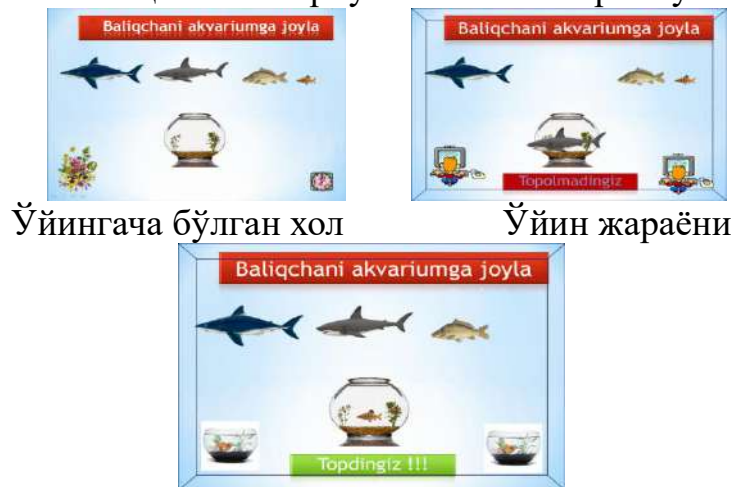 Baliqchani akvariumga joyla
Baliqchani akvariumga joyla
Topolmadingiz
Ўйингача бўлган хол
Ўйин жараёни
Baliqchani akvariumga joyla
Topdingiz !!!